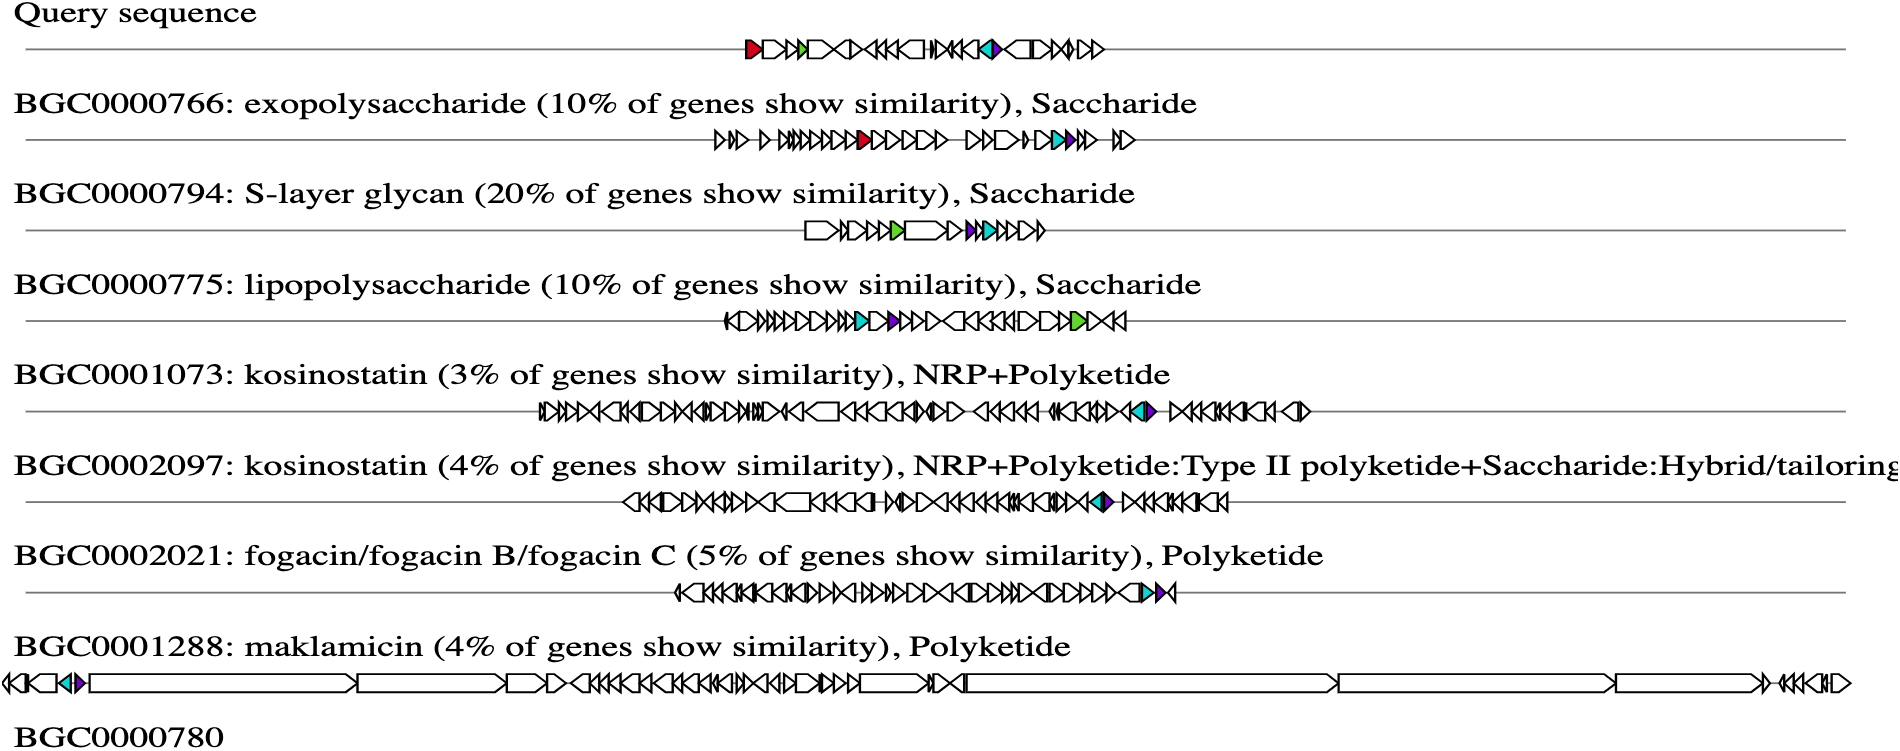 Query sequence
BGC0000766: exopolysaccharide (10% of genes show similarity), Saccharide
BGC0000794: S-layer glycan (20% of genes show similarity), Saccharide
BGC0000775: lipopolysaccharide (10% of genes show similarity), Saccharide
BGC0001073: kosinostatin (3% of genes show similarity), NRP+Polyketide
BGC0002097: kosinostatin (4% of genes show similarity), NRP+Polyketide:Type II polyketide+Saccharide:Hybrid/tailoring
BGC0002021: fogacin/fogacin B/fogacin C (5% of genes show similarity), Polyketide
BGC0001288: maklamicin (4% of genes show similarity), Polyketide
BGC0000780